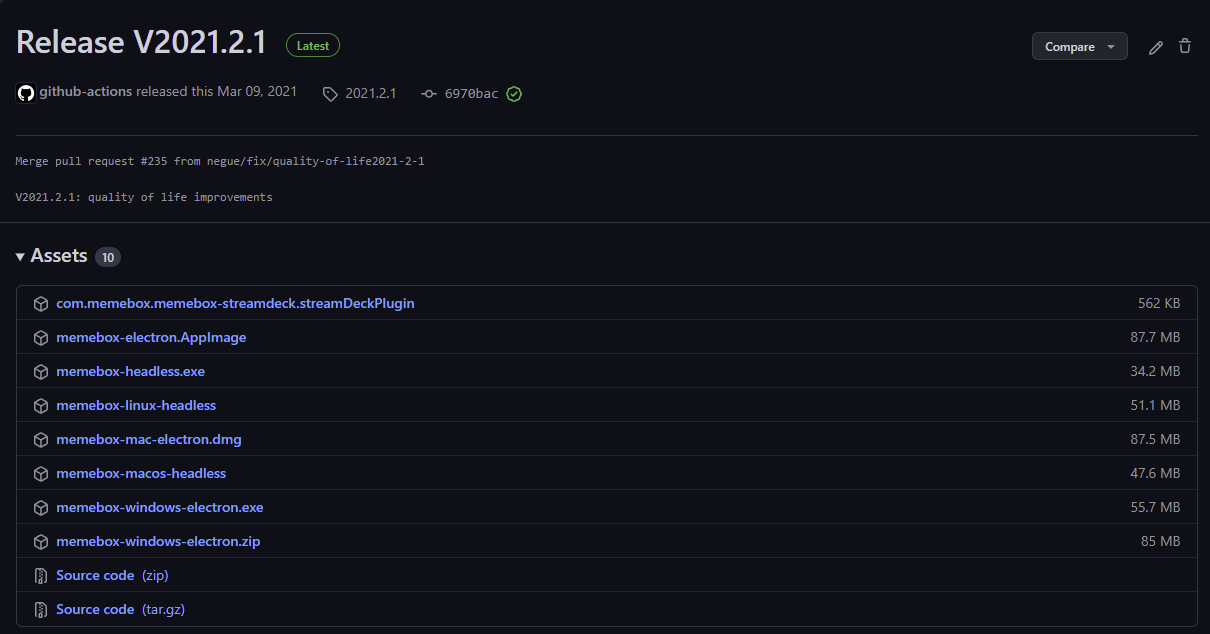 Release V2021.2.1 Latest Compare
github-actions released this Mar 09, 2021 2021.2.1 6970bac
Merge pull request #235 from negue/fix/quality-of-life2021-2-1
V2021.2.1: quality of life improvements
Assets 10
com.memebox.memebox-streamdeck.streamDeckPlugin 562 KB
memebox-electron.AppImage 87.7 MB
memebox-headless.exe 34.2 MB
memebox-linux-headless 51.1 MB
memebox-mac-electron.dmg 87.5 MB
memebox-macos-headless 47.6 MB
memebox-windows-electron.exe 55.7 MB
memebox-windows-electron.zip 85 MB
Source code (zip)
Source code (tar.gz)